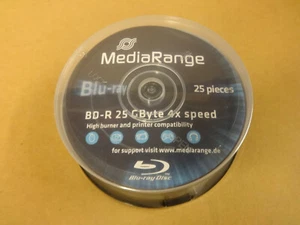 MediaRange
Blu-ray
25 pieces
BD-R 25 GByte 4x speed
High burner and printer compatibility
for support visit www.mediarange.de
Blu-ray Disc